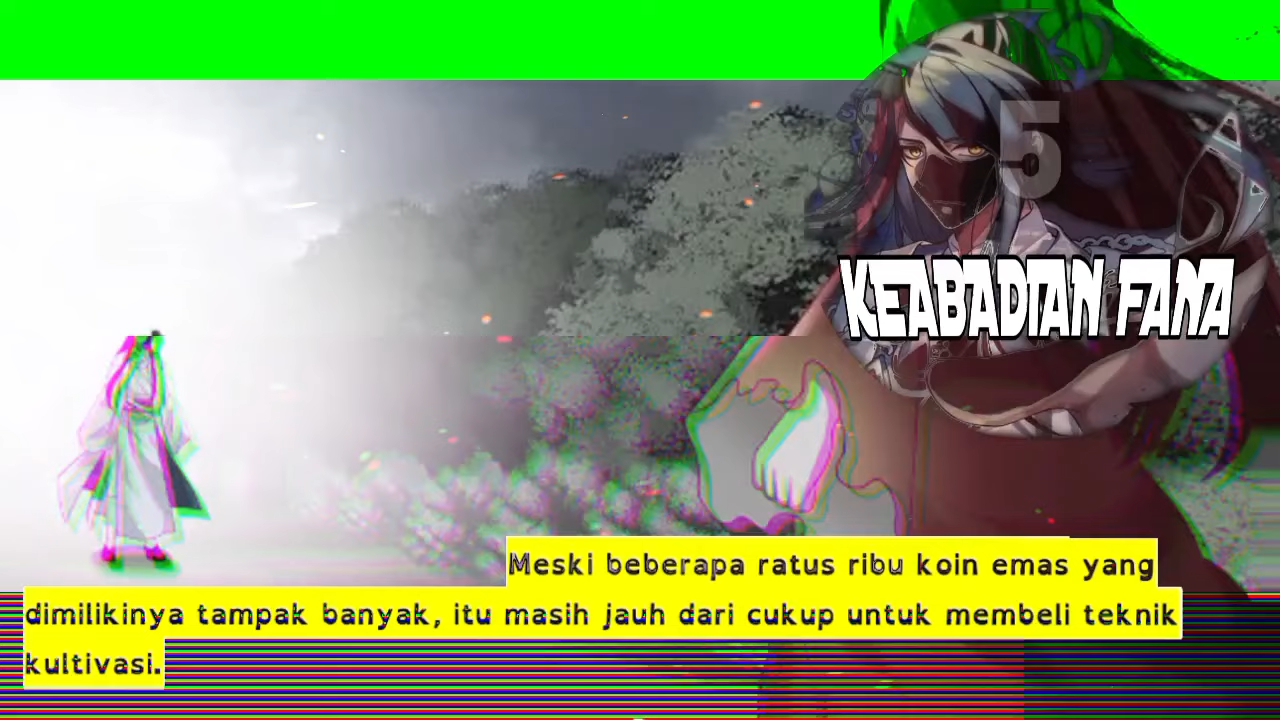 5
KEABADIAN FANA
Meski beberapa ratus ribu koin emas yang
dimilikinya tampak banyak, itu masih jauh dari cukup untuk membeli teknik
kultivasi.